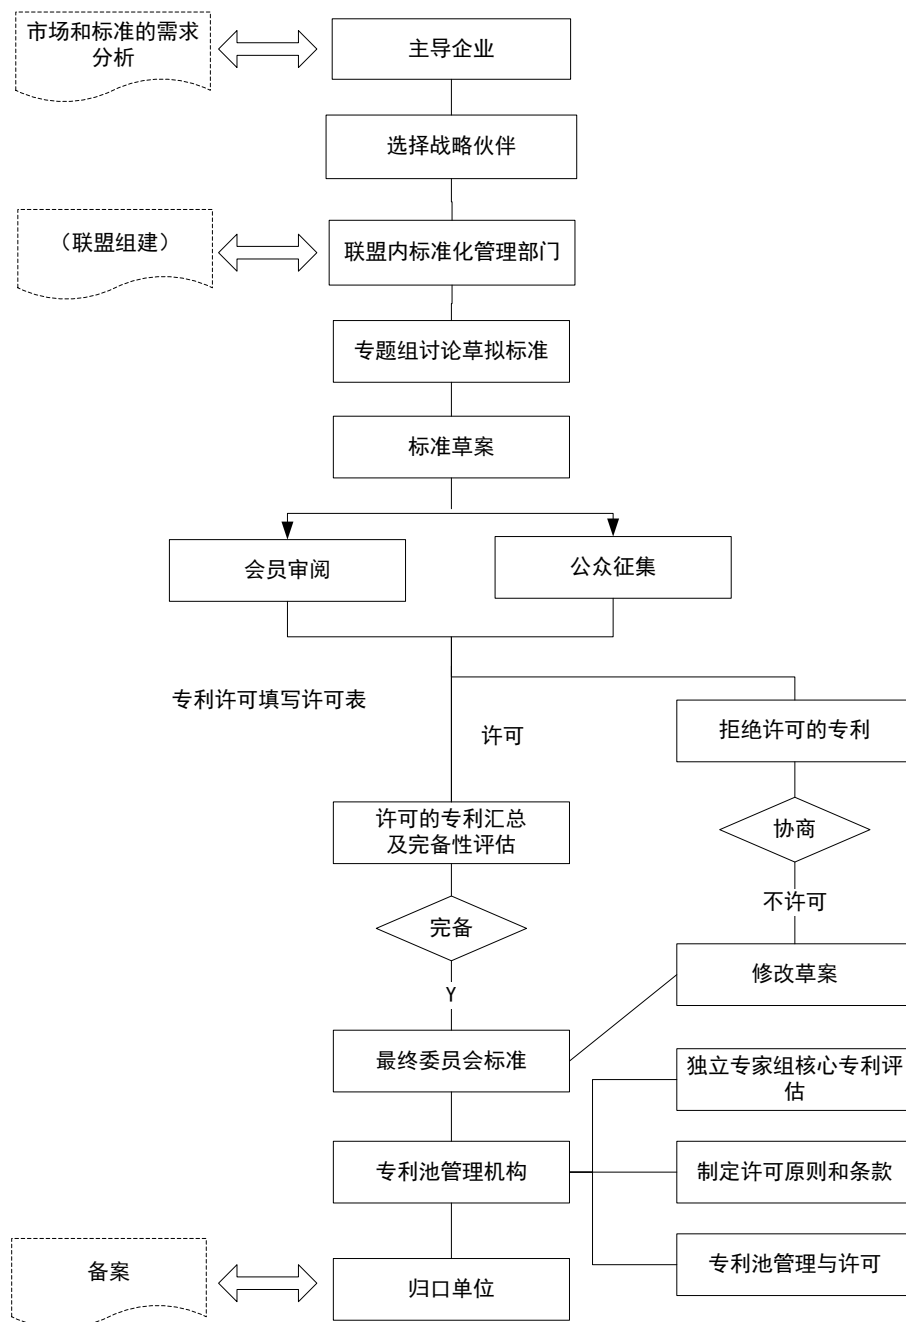 市场和标准的需求
分析
主导企业
选择战略伙伴
（联盟组建）
联盟内标准化管理部门
专题组讨论草拟标准
标准草案
会员审阅
公众征集
专利许可填写许可表
许可
拒绝许可的专利
许可的专利汇总
及完备性评估
协商
不许可
完备
修改草案
Y
最终委员会标准
独立专家组核心专利评
估
专利池管理机构
制定许可原则和条款
专利池管理与许可
备案
归口单位